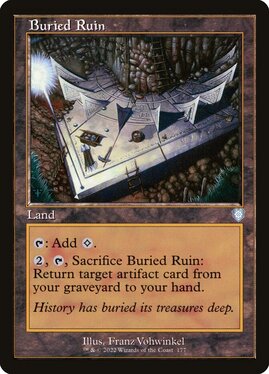 Buried Ruin
Land
: Add .
2, , Sacrifice Buried Ruin:
Return target artifact card from
your graveyard to your hand.
History has buried its treasures deep.
Illus. Franz Vohwinkel
™ & © 2022 Wizards of the Coast 177